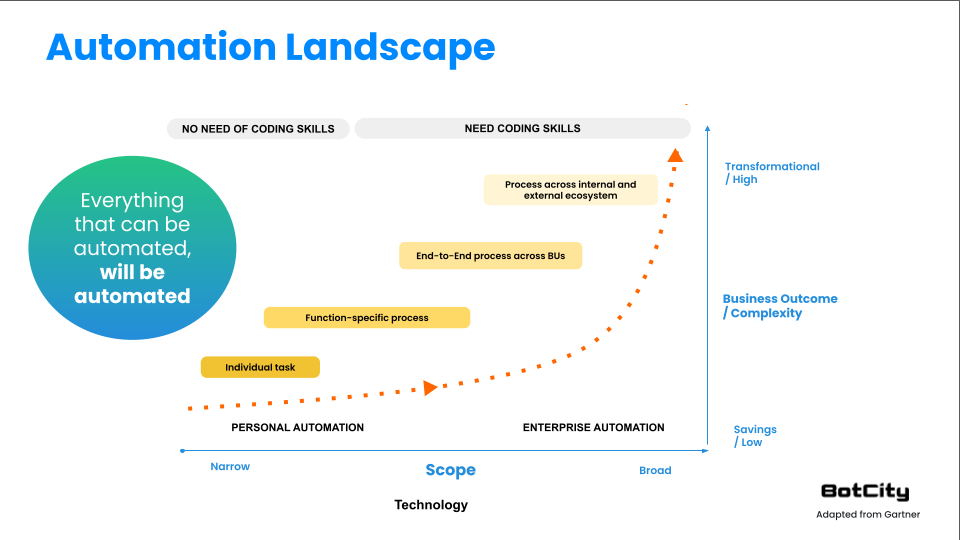 Automation Landscape
NO NEED OF CODING SKILLS
NEED CODING SKILLS
Everything
that can be
automated,
will be
automated
Process across internal and
external ecosystem
End-to-End process across BUs
Function-specific process
Individual task
Transformational
/ High
Business Outcome
/ Complexity
Savings
/ Low
PERSONAL AUTOMATION
ENTERPRISE AUTOMATION
Narrow
Scope
Broad
Technology
BotCity
Adapted from Gartner